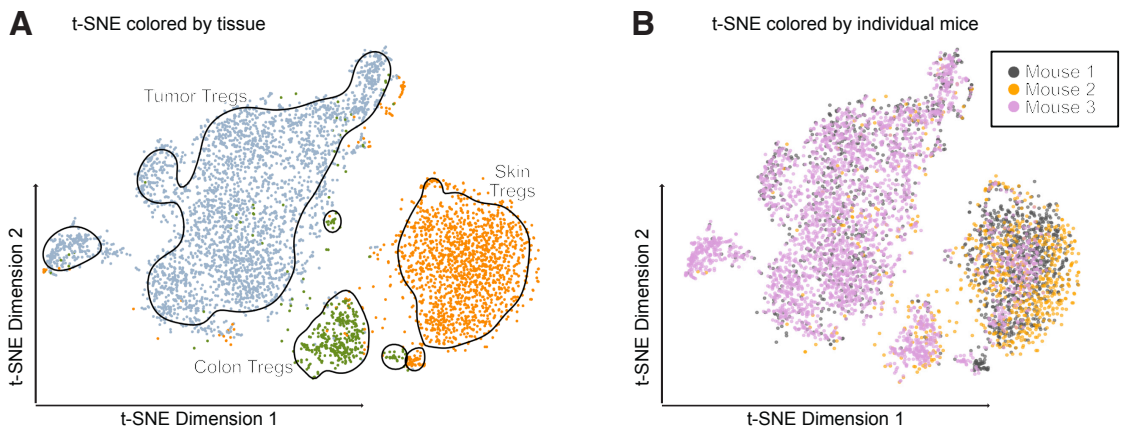 A
t-SNE colored by tissue
Tumor Tregs
Skin
Tregs
Colon Tregs
t-SNE Dimension 2
t-SNE Dimension 1
B
t-SNE colored by individual mice
Mouse 1
Mouse 2
Mouse 3
t-SNE Dimension 2
t-SNE Dimension 1